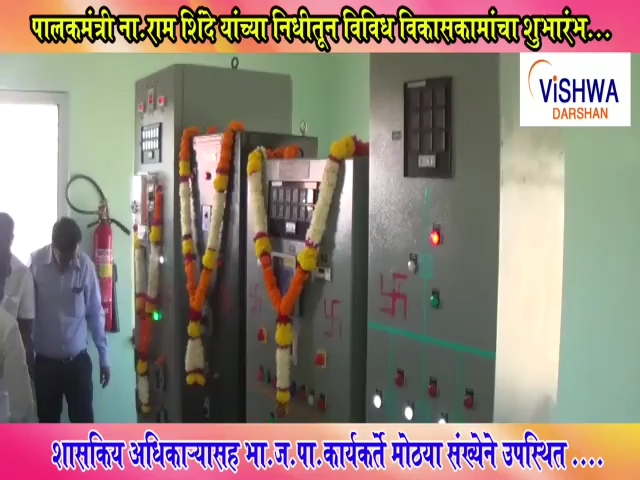 पालकमंत्री ना.राम शिंदे यांच्या निधीतून विविध विकासकामांचा शुभारंभ...
ViSHWA
DARSHAN
शासकिय अधिकाऱ्यासह भा.ज.पा.कार्यकर्ते मोठया संख्येने उपस्थित ....